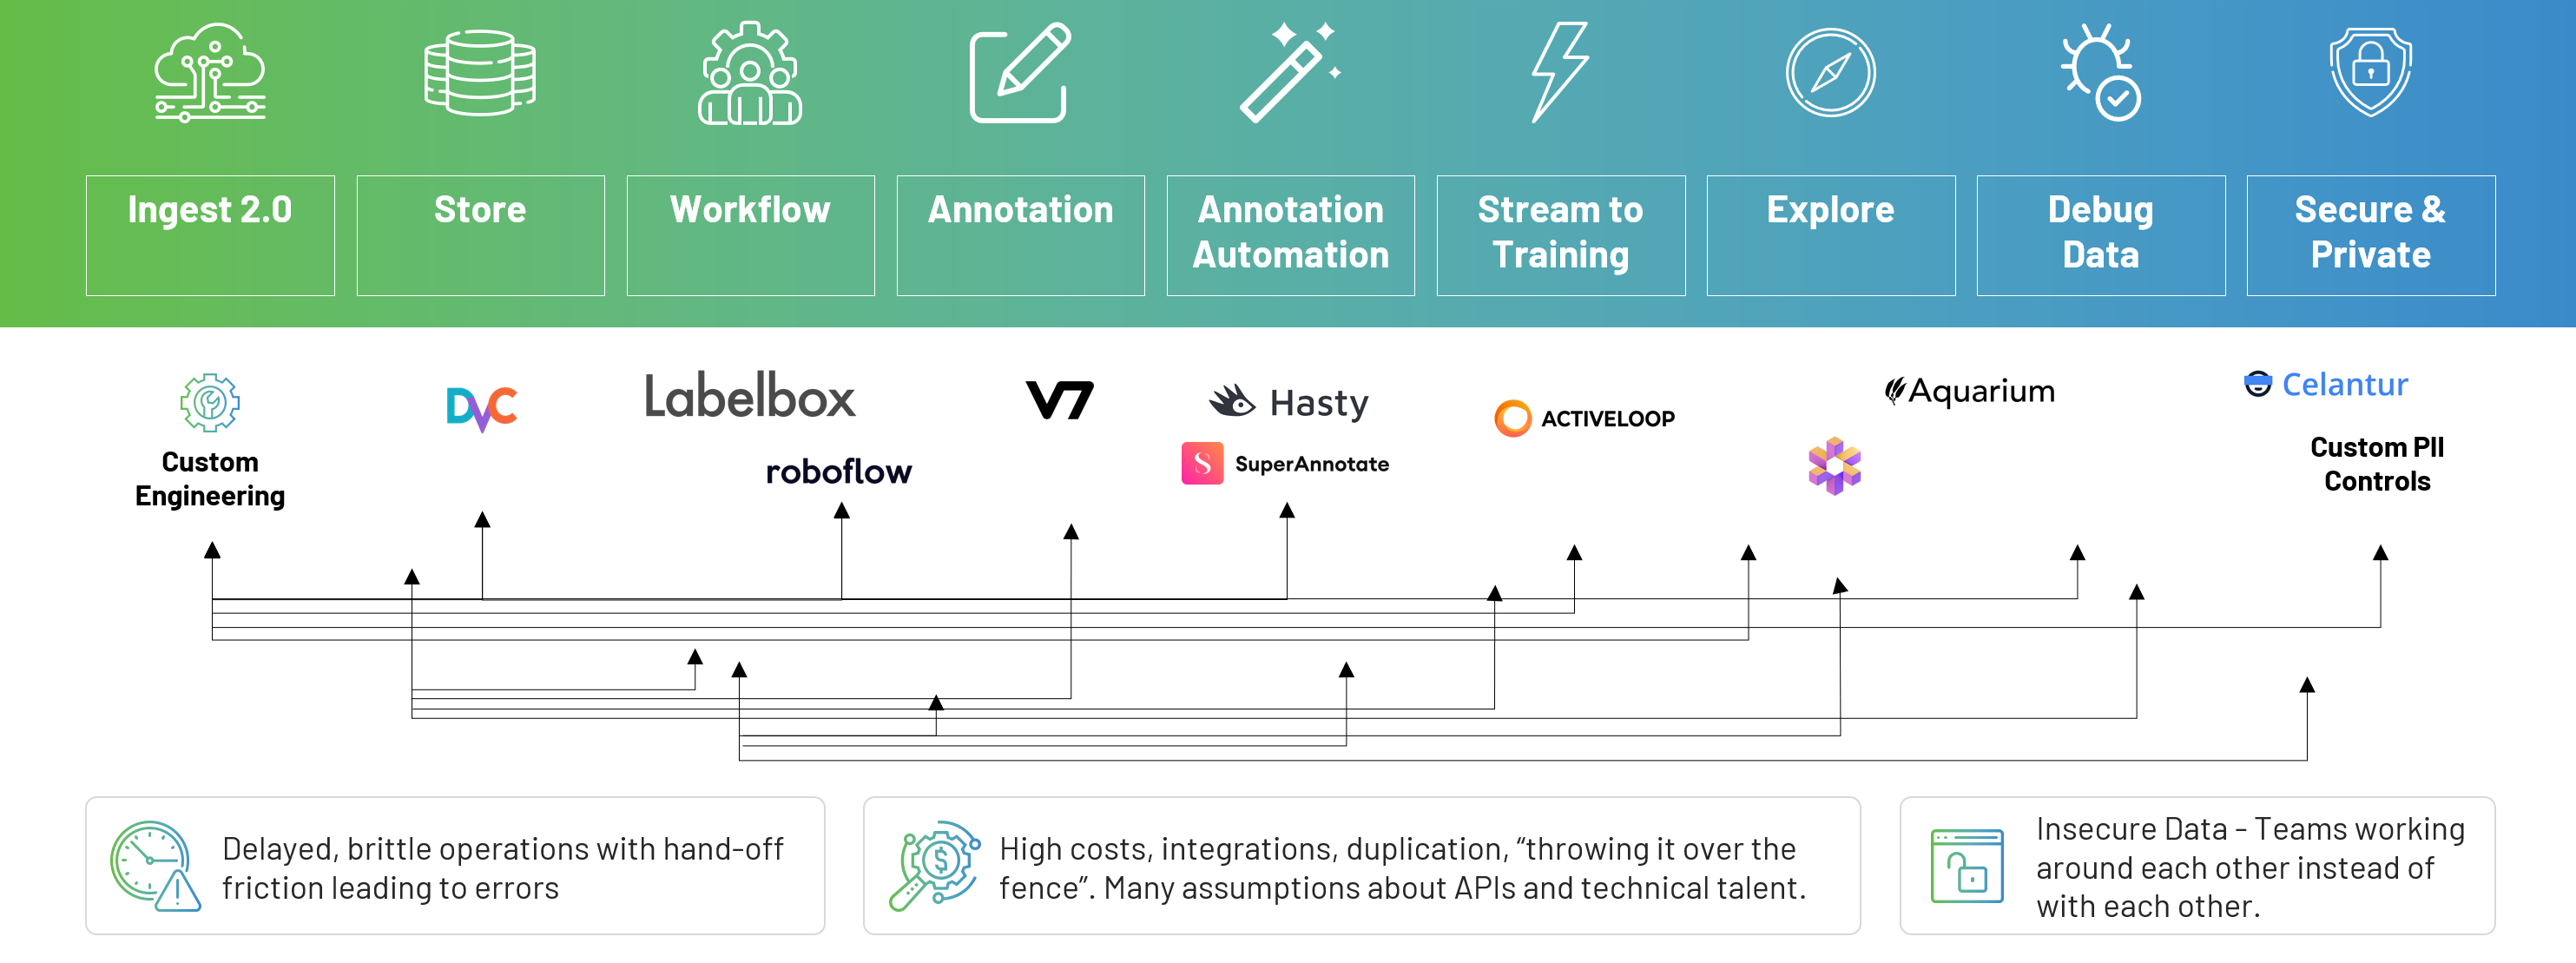 Ingest 2.0
Store
Workflow
Annotation
Annotation
Automation
Stream to
Training
Explore
Debug
Data
Secure &
Private
Custom
Engineering
DVC
Labelbox
roboflow
V7
Hasty
S SuperAnnotate
ACTIVELOOP
Aquarium
Celantur
Custom PII
Controls
Delayed, brittle operations with hand-off
friction leading to errors
$
High costs, integrations, duplication, “throwing it over the
fence”. Many assumptions about APIs and technical talent.
Insecure Data - Teams working
around each other instead of
with each other.